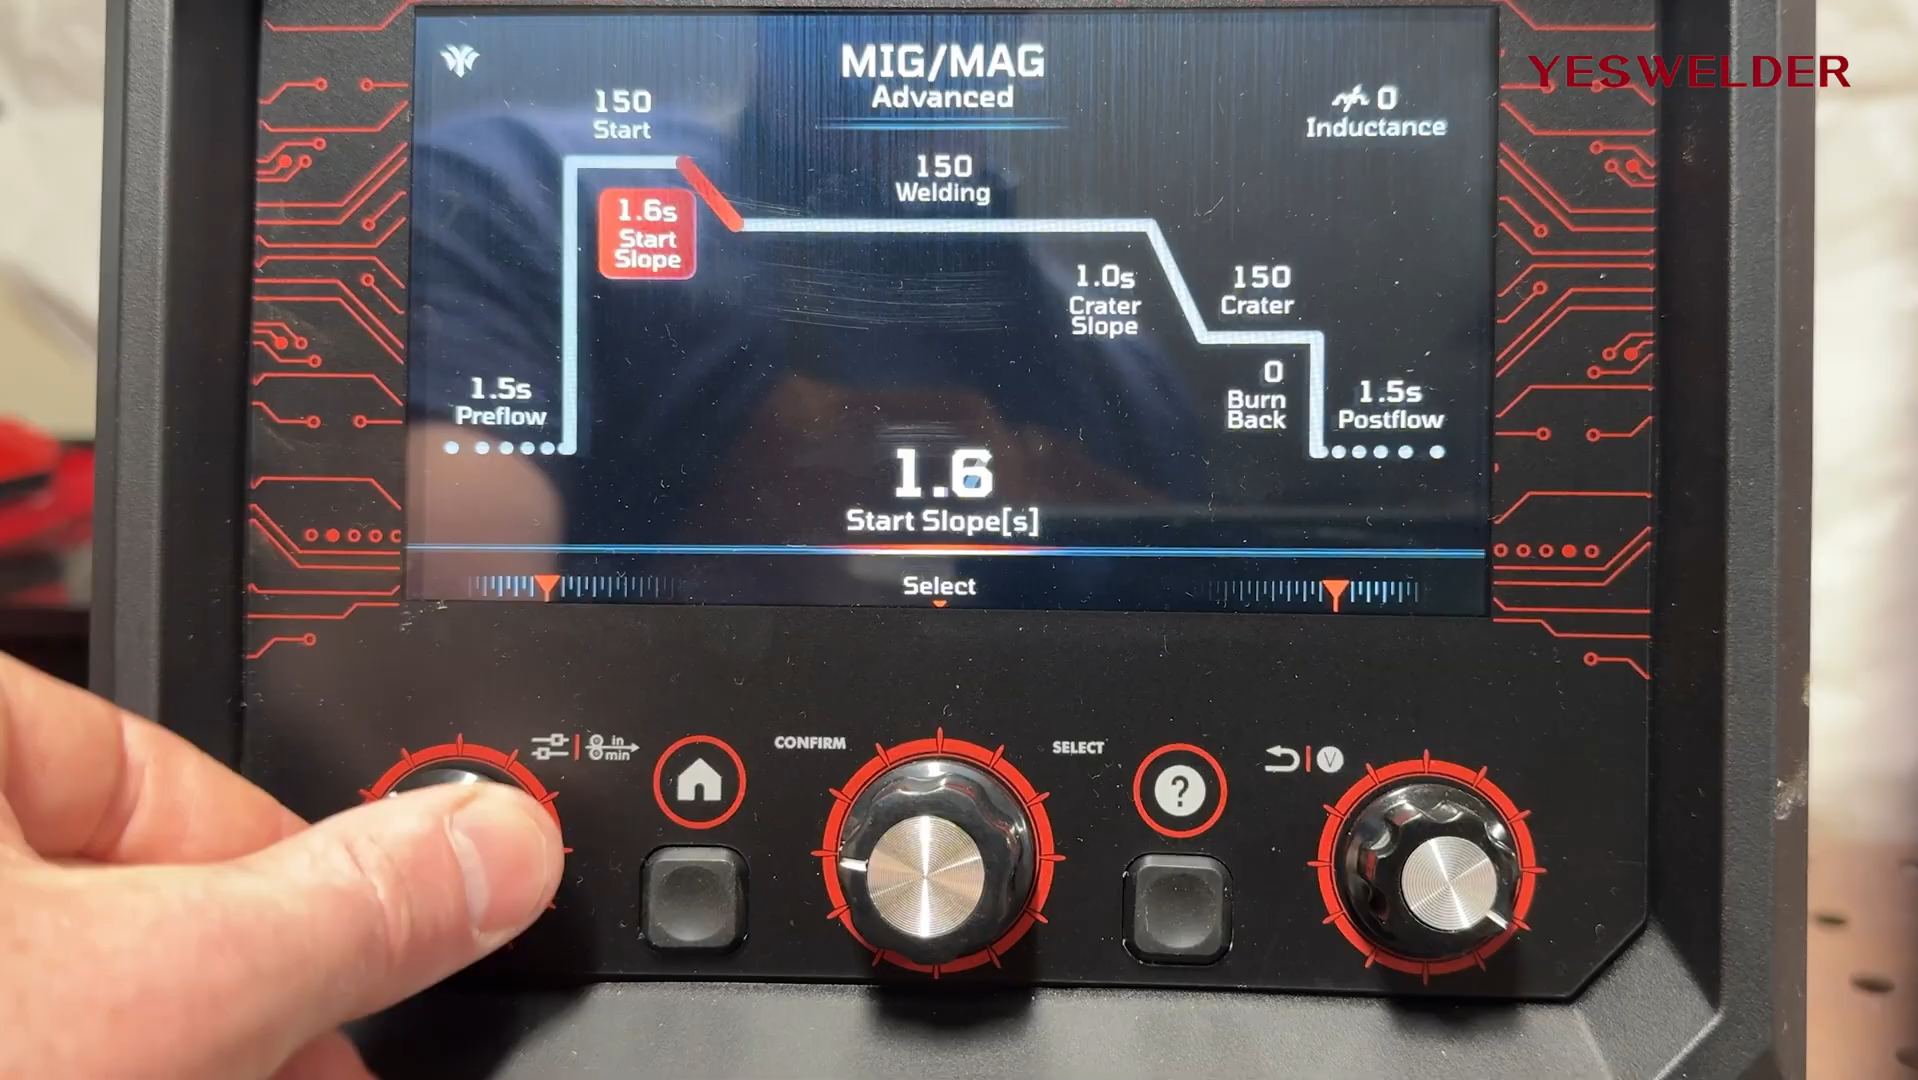 YESWELDER
MIG/MAG
Advanced
150
Start
0
Inductance
150
Welding
1.6s
Start
Slope
1.0s
Crater
Slope
150
Crater
1.5s
Preflow
0
Burn
Back
1.5s
Postflow
1.6
Start Slope[s]
Select
in
min
CONFIRM
SELECT
?
V